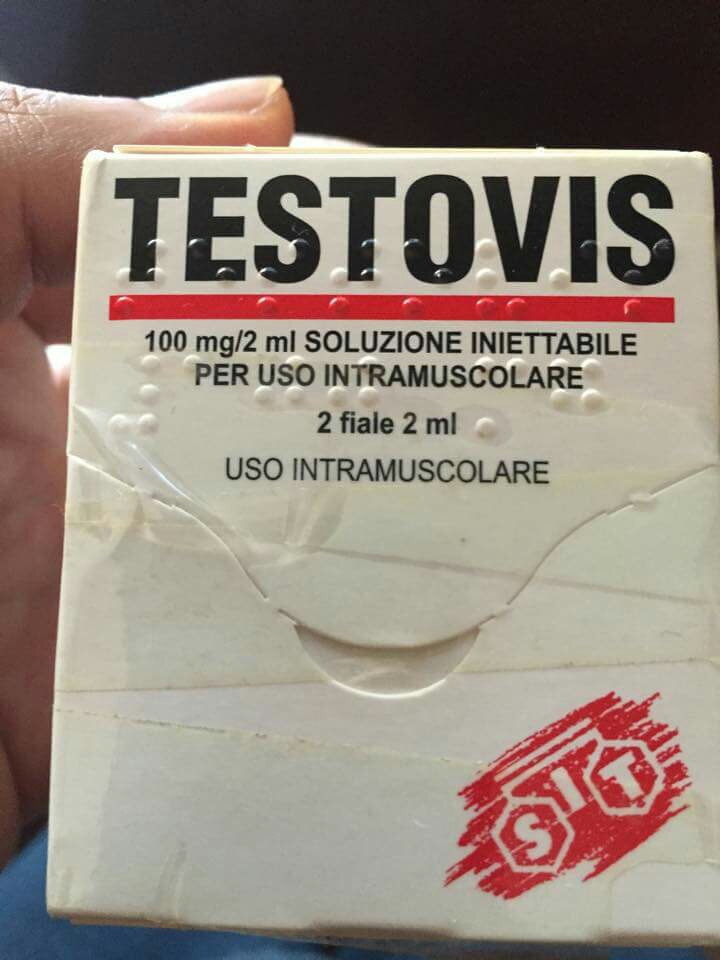 TESTOVIS
100 mg/2 ml SOLUZIONE INIETTABILE
PER USO INTRAMUSCOLARE
2 fiale 2 ml
USO INTRAMUSCOLARE
SIT